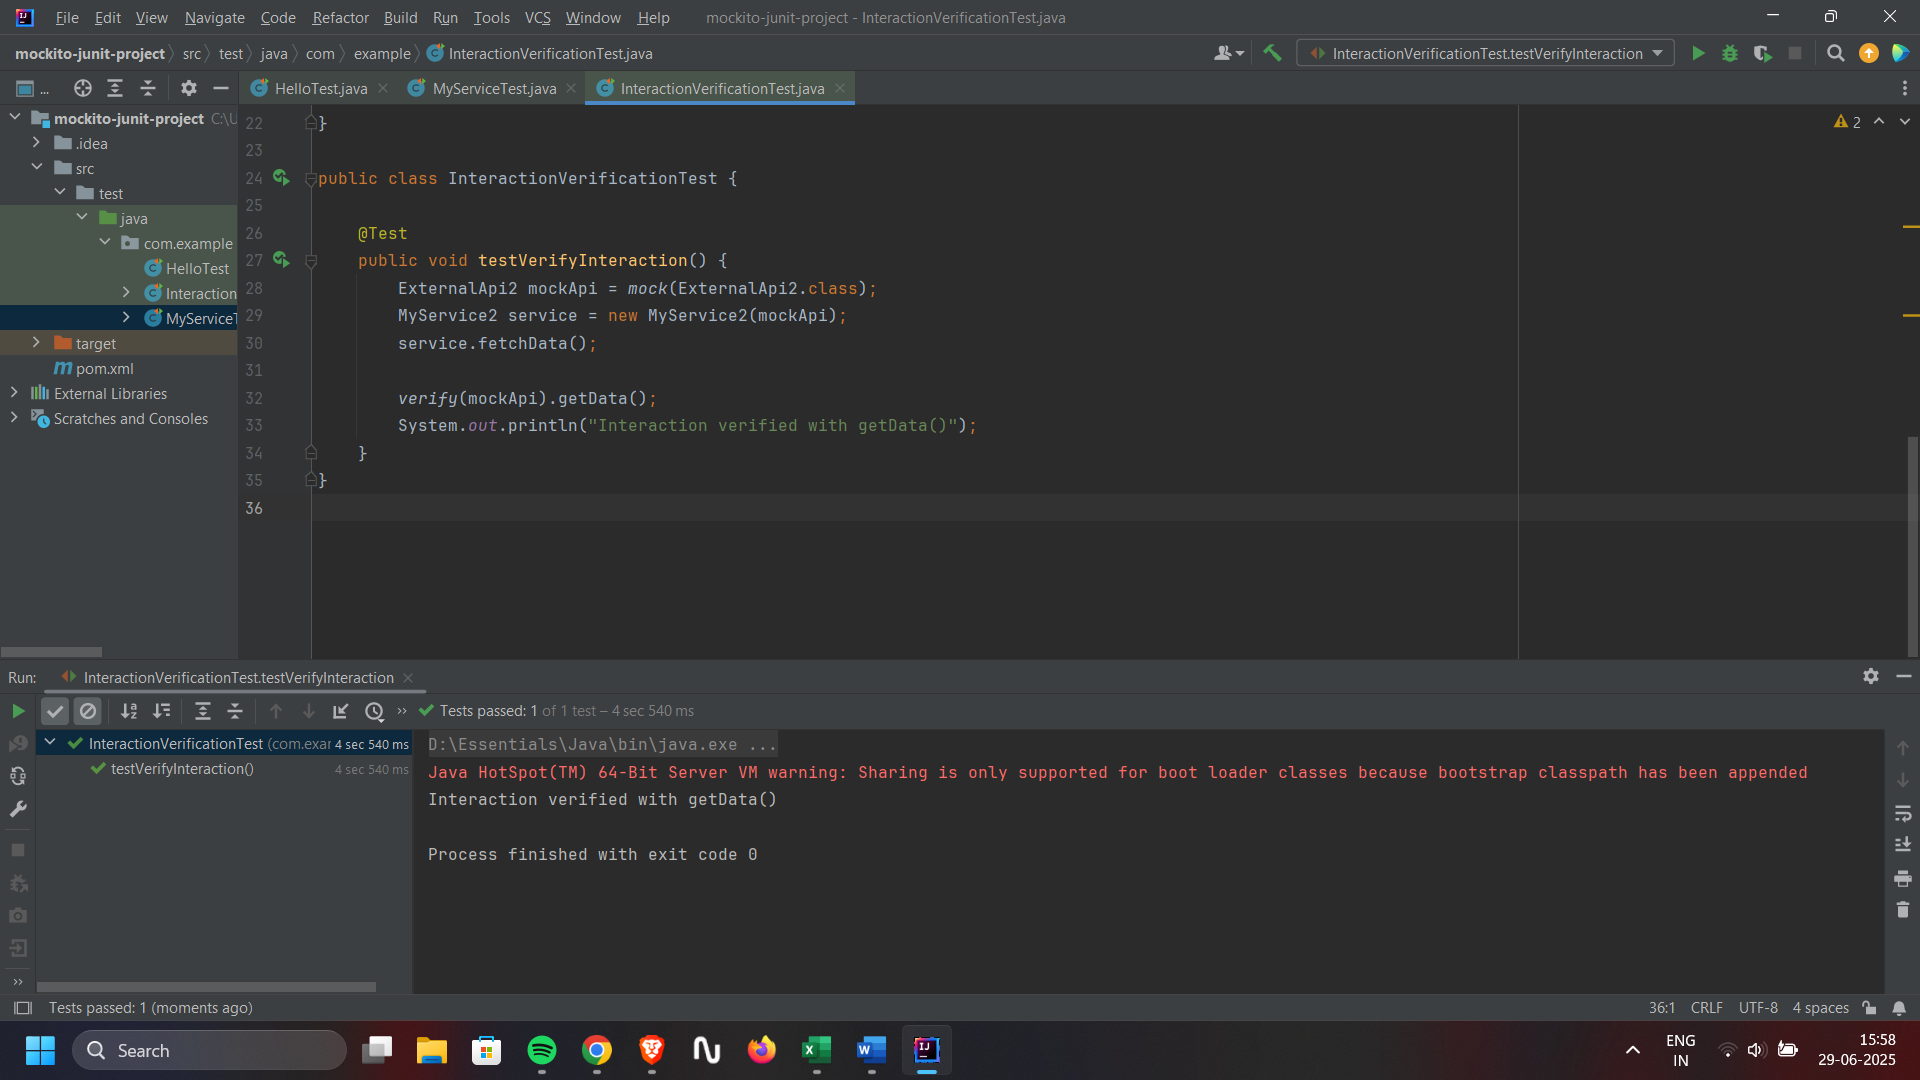 File Edit View Navigate Code Refactor Build Run Tools VCS Window Help mockito-junit-project - InteractionVerificationTest.java
mockito-junit-project src test java com example InteractionVerificationTest.java InteractionVerificationTest.testVerifyInteraction
... HelloTest.java MyServiceTest.java InteractionVerificationTest.java
mockito-junit-project C:\U
.idea
src
test
java
com.example
HelloTest
Interaction
MyServiceT
target
pom.xml
External Libraries
Scratches and Consoles
2
22 }
23
24 public class InteractionVerificationTest {
25
26 @Test
27 public void testVerifyInteraction() {
28 ExternalApi2 mockApi = mock(ExternalApi2.class);
29 MyService2 service = new MyService2(mockApi);
30 service.fetchData();
31
32 verify(mockApi).getData();
33 System.out.println("Interaction verified with getData()");
34 }
35 }
36
Run: InteractionVerificationTest.testVerifyInteraction
Tests passed: 1 of 1 test – 4 sec 540 ms
InteractionVerificationTest (com.exar 4 sec 540 ms
testVerifyInteraction() 4 sec 540 ms
D:\Essentials\Java\bin\java.exe ...
Java HotSpot(TM) 64-Bit Server VM warning: Sharing is only supported for boot loader classes because bootstrap classpath has been appended
Interaction verified with getData()
Process finished with exit code 0
Tests passed: 1 (moments ago) 36:1 CRLF UTF-8 4 spaces
Search
ENG
IN
15:58
29-06-2025